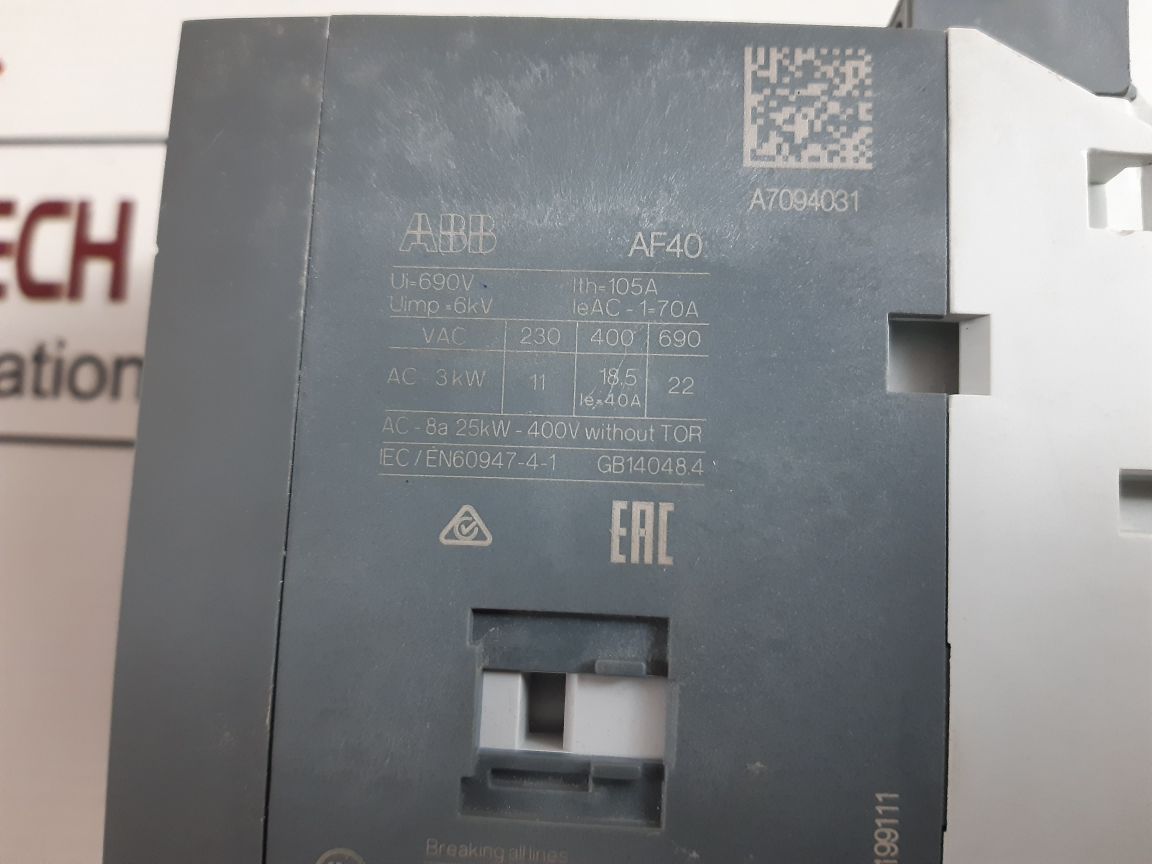 ECH
ation
A7094031
ABB AF40
Ui=690V Ith=105A
Uimp=6kV IeAC-1=70A
VAC 230 400 690
AC-3kW 11 18,5 22
Ie=40A
AC-8a 25kW-400V without TOR
IEC/EN60947-4-1 GB14048.4
EAC
Breaking all lines
199111